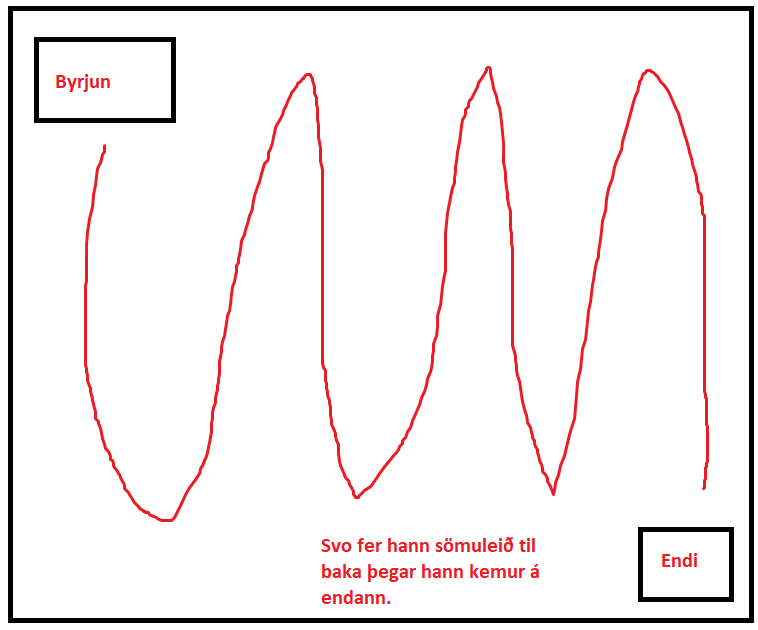 Byrjun
Svo fer hann sömuleið til
baka þegar hann kemur á
endann.
Endi